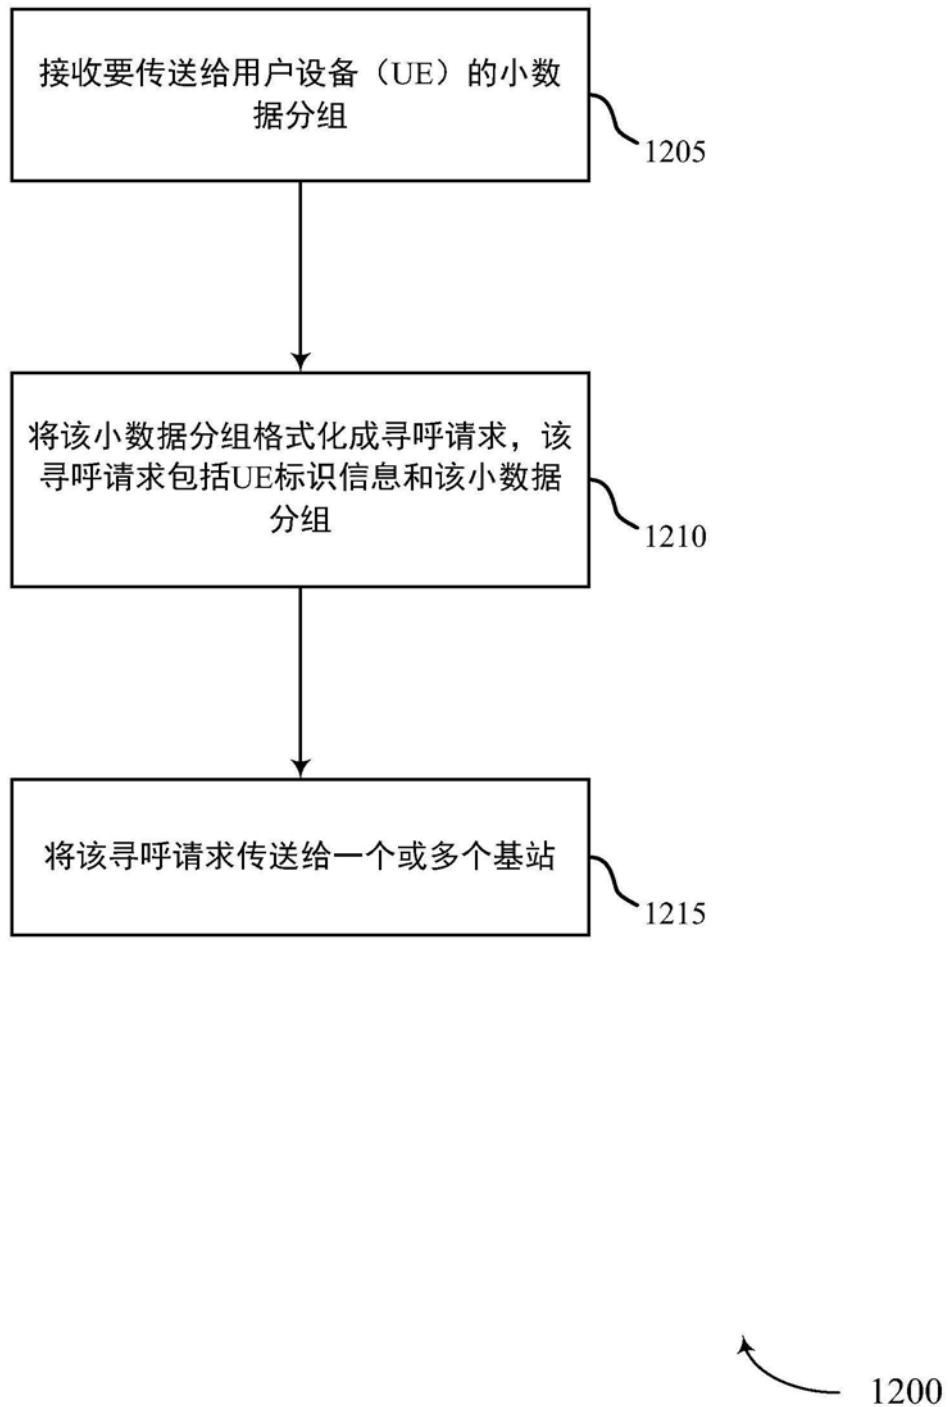 接收要传送给用户设备（UE）的小数
据分组
1205
将该小数据分组格式化成寻呼请求，该
寻呼请求包括UE标识信息和该小数据
分组
1210
将该寻呼请求传送给一个或多个基站
1215
1200